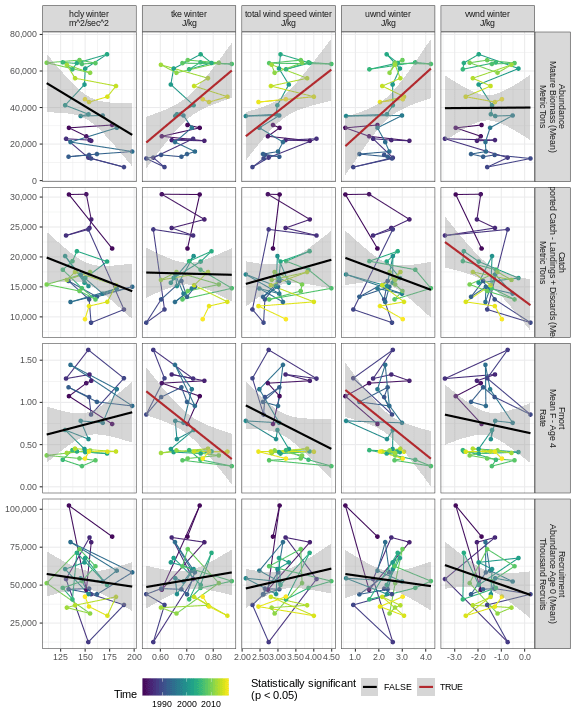 hcly winter
m^2/sec^2
tke winter
J/kg
total wind speed winter
J/kg
uwnd winter
J/kg
vwnd winter
J/kg
80,000
60,000
40,000
20,000
0
Abundance
Mature Biomass (Mean)
Metric Tons
30,000
25,000
20,000
15,000
10,000
Catch
ported Catch - Landings + Discards (Me
Metric Tons
1.50
1.00
0.50
0.00
Fmort
Mean F - Age 4
Rate
100,000
75,000
50,000
25,000
Recruitment
Abundance Age 0 (Mean)
Thousand Recruits
125 150 175 200
0.60 0.70 0.80
2.00 2.50 3.00 3.50 4.00 4.50
1.0 2.0 3.0 4.0
-3.0 -2.0 -1.0 0.0
Time
1990 2000 2010
Statistically significant
(p < 0.05)
FALSE
TRUE